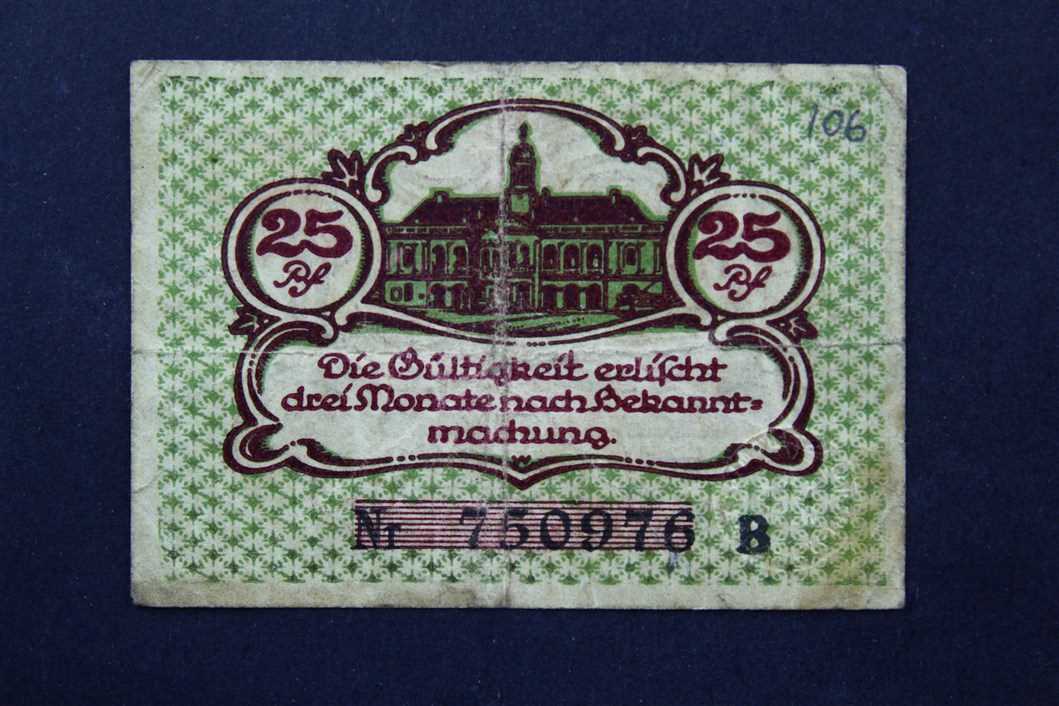 106
25 25
Pf Pf
Die Gültigkeit erlischt
drei Monate nach Bekannt=
machung.
Nr 750976 B